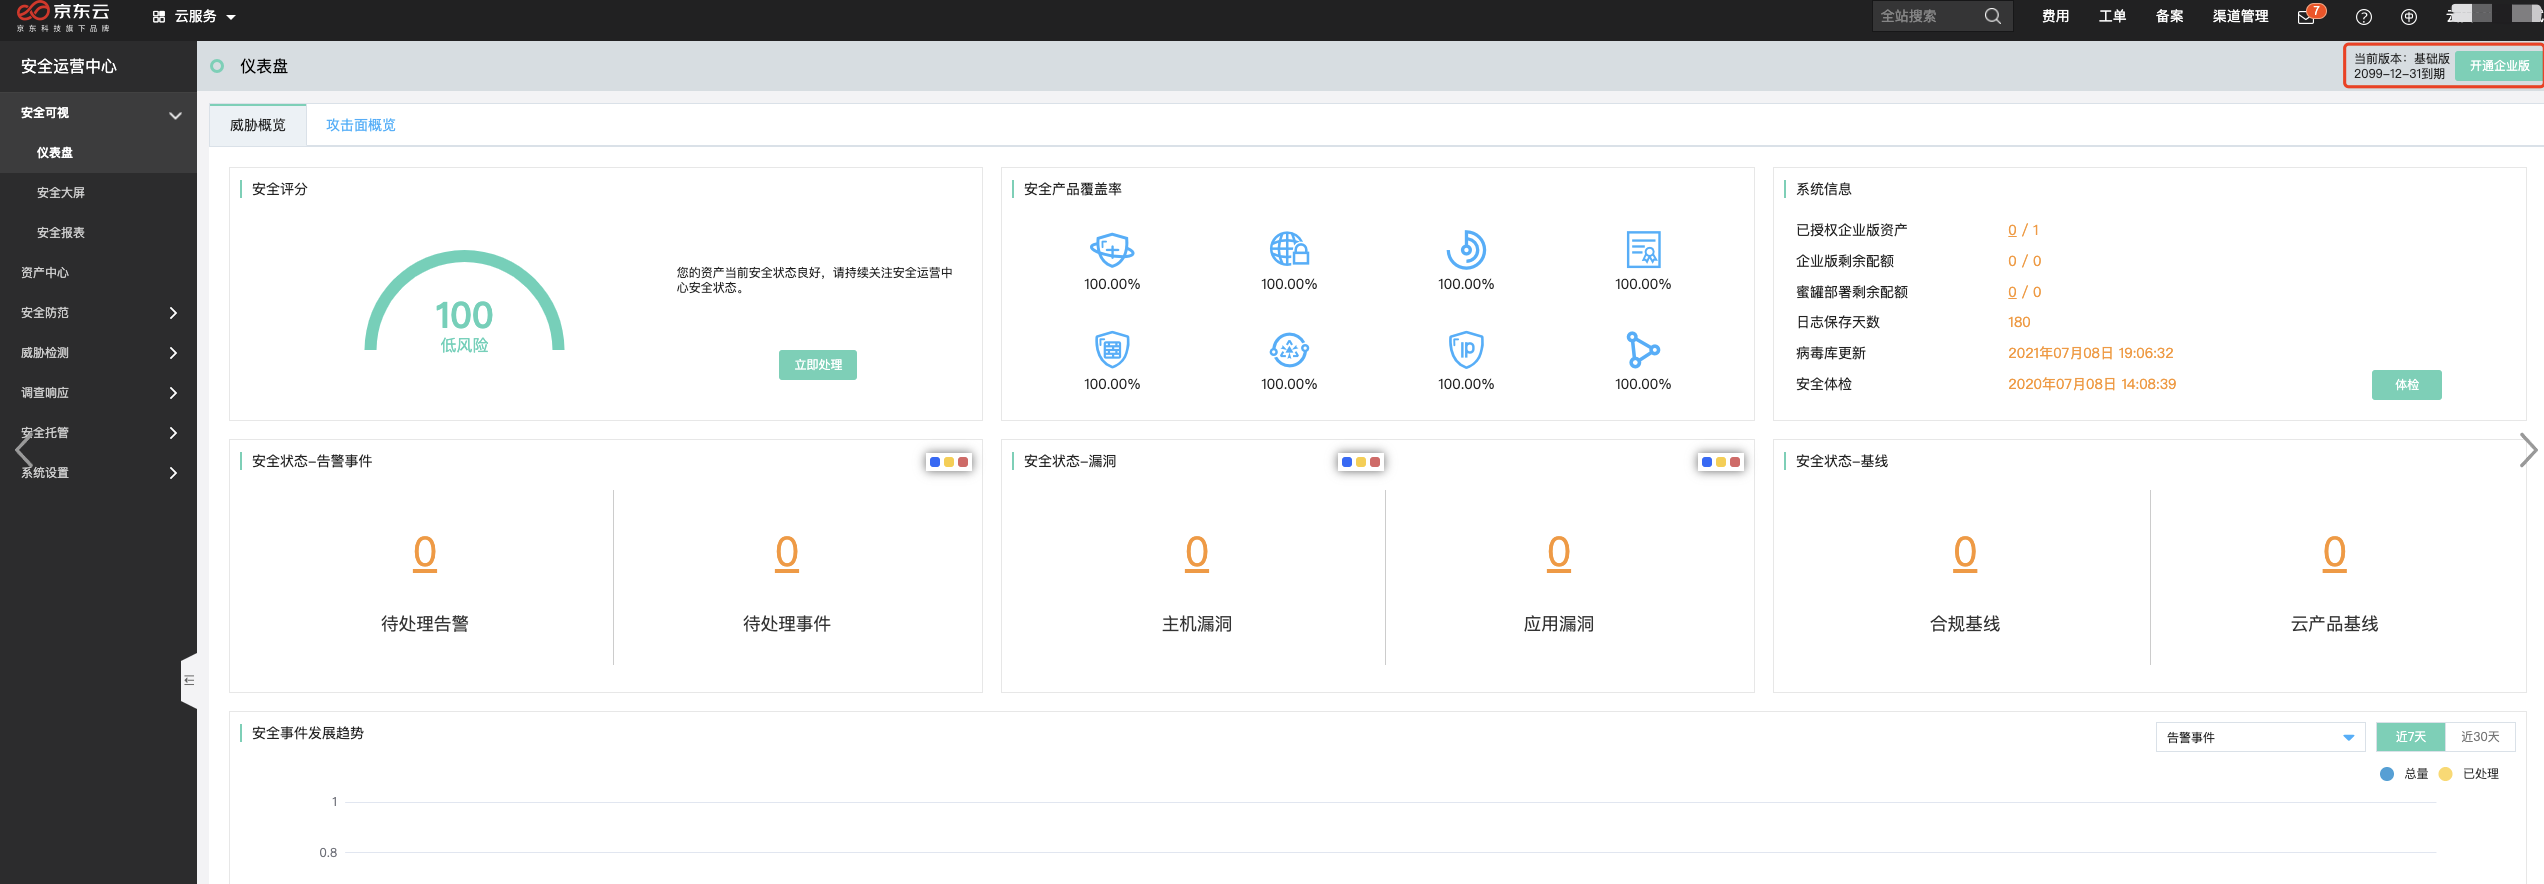 京东云
京东科技旗下品牌
云服务
全站搜索
费用
工单
备案
渠道管理
7
安全运营中心
仪表盘
当前版本：基础版
2099-12-31到期
开通企业版
安全可视
仪表盘
安全大屏
安全报表
资产中心
安全防范
威胁检测
调查响应
安全托管
系统设置
威胁概览
攻击面概览
安全评分
100
低风险
您的资产当前安全状态良好，请持续关注安全运营中
心安全状态。
立即处理
安全产品覆盖率
100.00%
100.00%
100.00%
100.00%
IP
100.00%
100.00%
100.00%
100.00%
系统信息
已授权企业版资产 0 / 1
企业版剩余配额 0 / 0
蜜罐部署剩余配额 0 / 0
日志保存天数 180
病毒库更新 2021年07月08日 19:06:32
安全体检 2020年07月08日 14:08:39
体检
安全状态-告警事件
0
待处理告警
0
待处理事件
安全状态-漏洞
0
主机漏洞
0
应用漏洞
安全状态-基线
0
合规基线
0
云产品基线
安全事件发展趋势
告警事件
近7天
近30天
总量
已处理
1
0.8